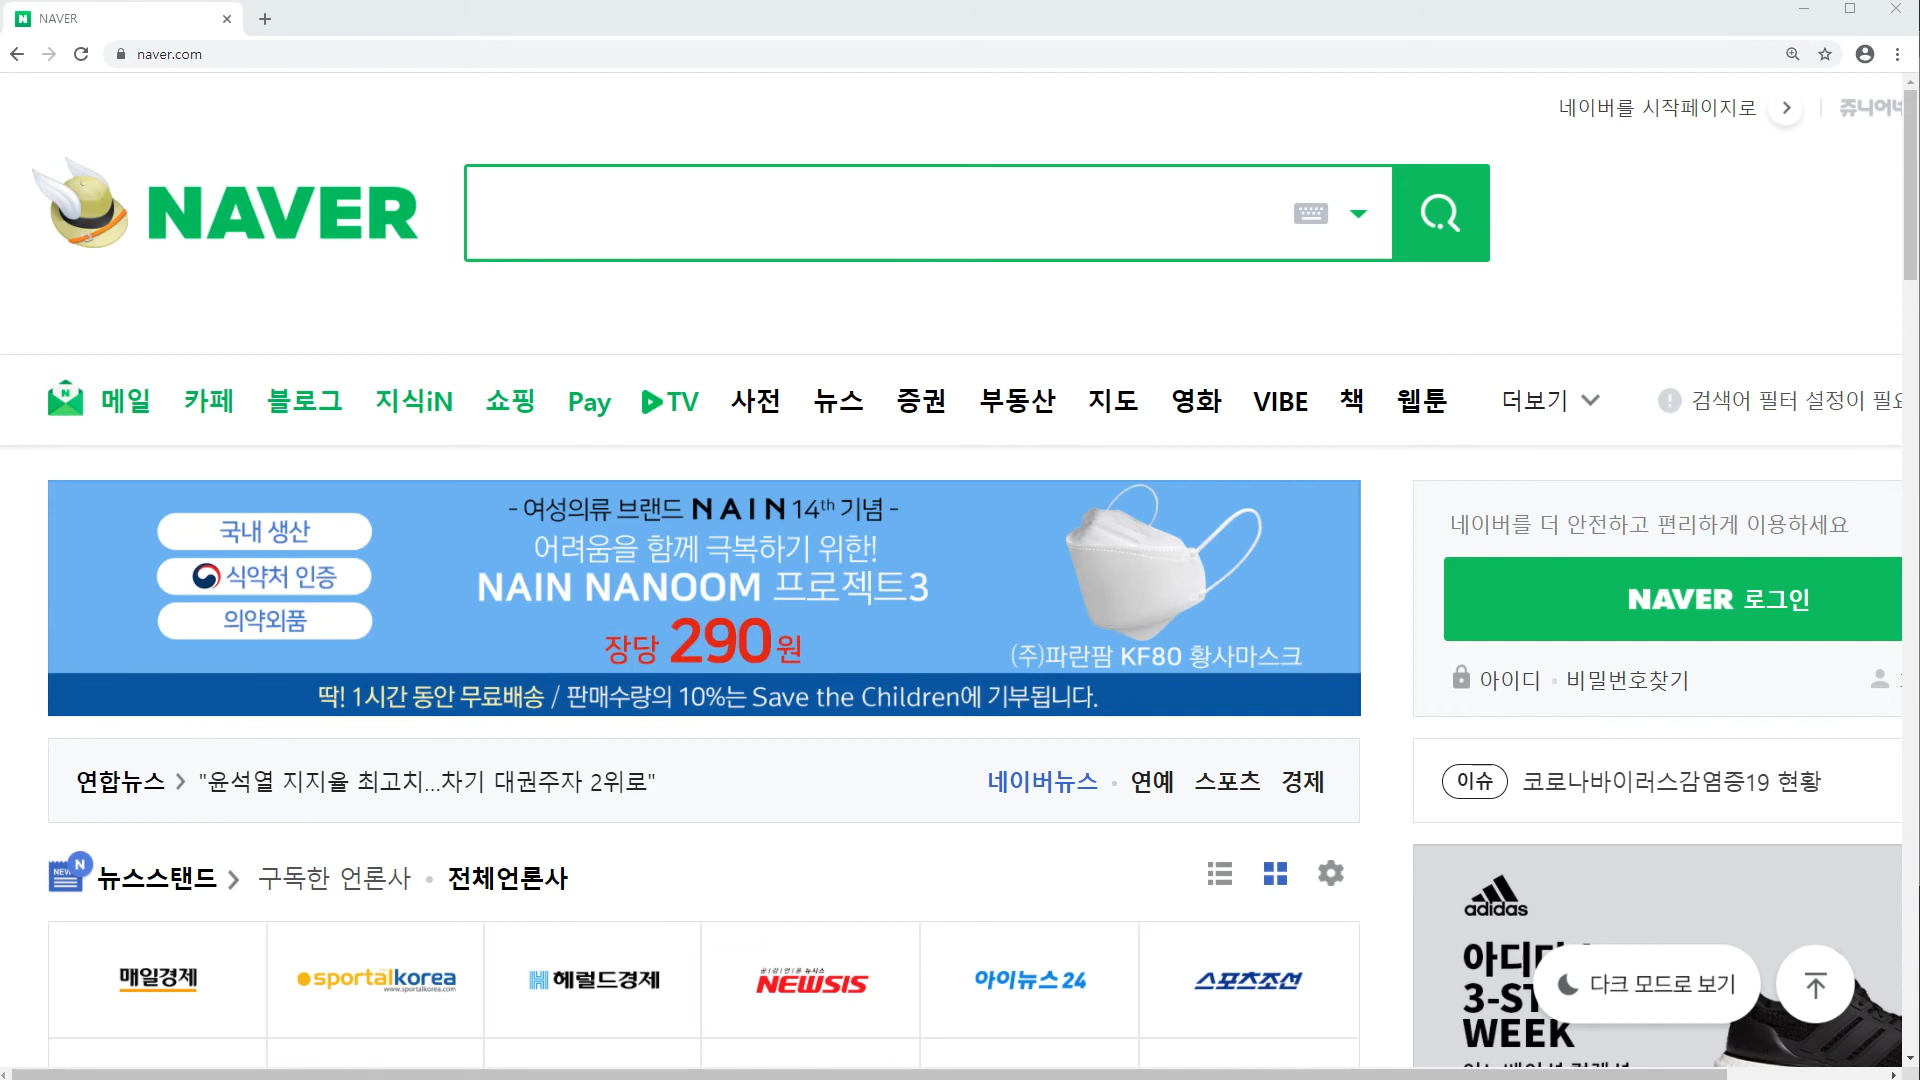 NAVER
naver.com
네이버를 시작페이지로
쥬니어네
NAVER
메일 카페 블로그 지식iN 쇼핑 Pay TV 사전 뉴스 증권 부동산 지도 영화 VIBE 책 웹툰 더보기
검색어 필터 설정이 필요
국내 생산
식약처 인증
의약외품
- 여성의류 브랜드 NAIN 14th 기념 -
어려움을 함께 극복하기 위한!
NAIN NANOOM 프로젝트3
장당 290원
(주)파란팜 KF80 황사마스크
딱! 1시간 동안 무료배송 / 판매수량의 10%는 Save the Children에 기부됩니다.
네이버를 더 안전하고 편리하게 이용하세요
NAVER 로그인
아이디 · 비밀번호찾기
연합뉴스 > "윤석열 지지율 최고치...차기 대권주자 2위로"
네이버뉴스 · 연예 스포츠 경제
이슈 코로나바이러스감염증19 현황
NEW N
뉴스스탠드 > 구독한 언론사 · 전체언론사
매일경제
sportalkorea
www.sportalkorea.com
헤럴드경제
공감언론 뉴시스
NEWSIS
아이뉴스24
스포츠조선
adidas
아디
3-ST
WEEK
다크 모드로 보기